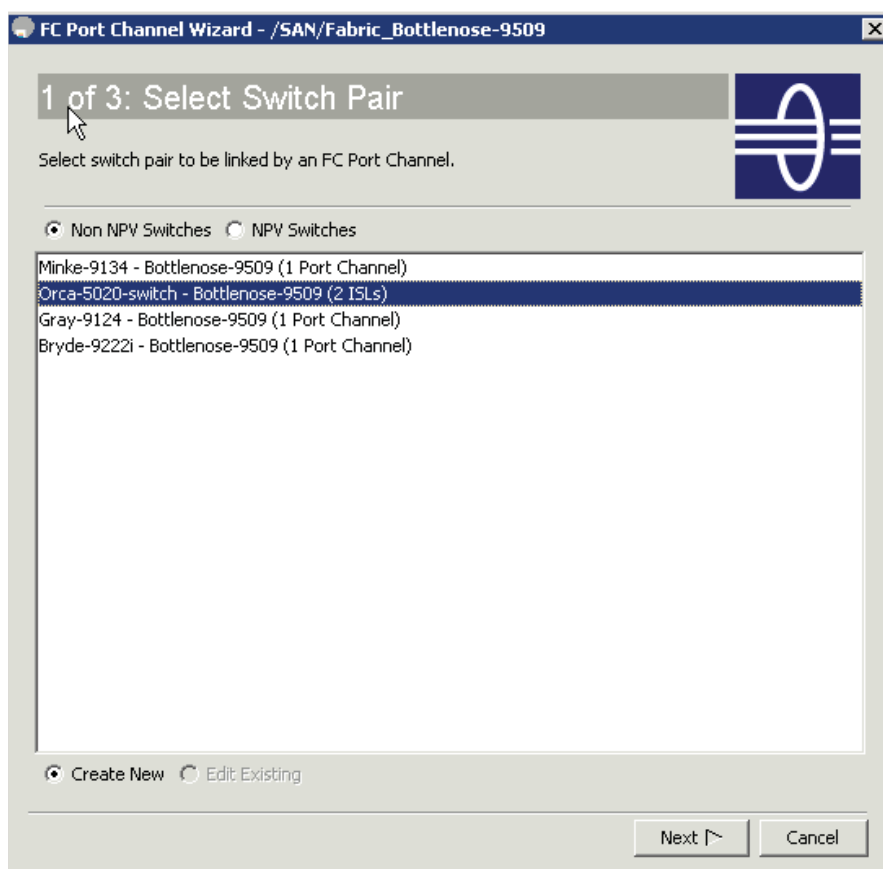 FC Port Channel Wizard - /SAN/Fabric_Bottlenose-9509
1 of 3: Select Switch Pair
Select switch pair to be linked by an FC Port Channel.
Non NPV Switches NPV Switches
Minke-9134 - Bottlenose-9509 (1 Port Channel)
Orca-5020-switch - Bottlenose-9509 (2 ISLs)
Gray-9124 - Bottlenose-9509 (1 Port Channel)
Bryde-9222i - Bottlenose-9509 (1 Port Channel)
Create New Edit Existing
Next Cancel